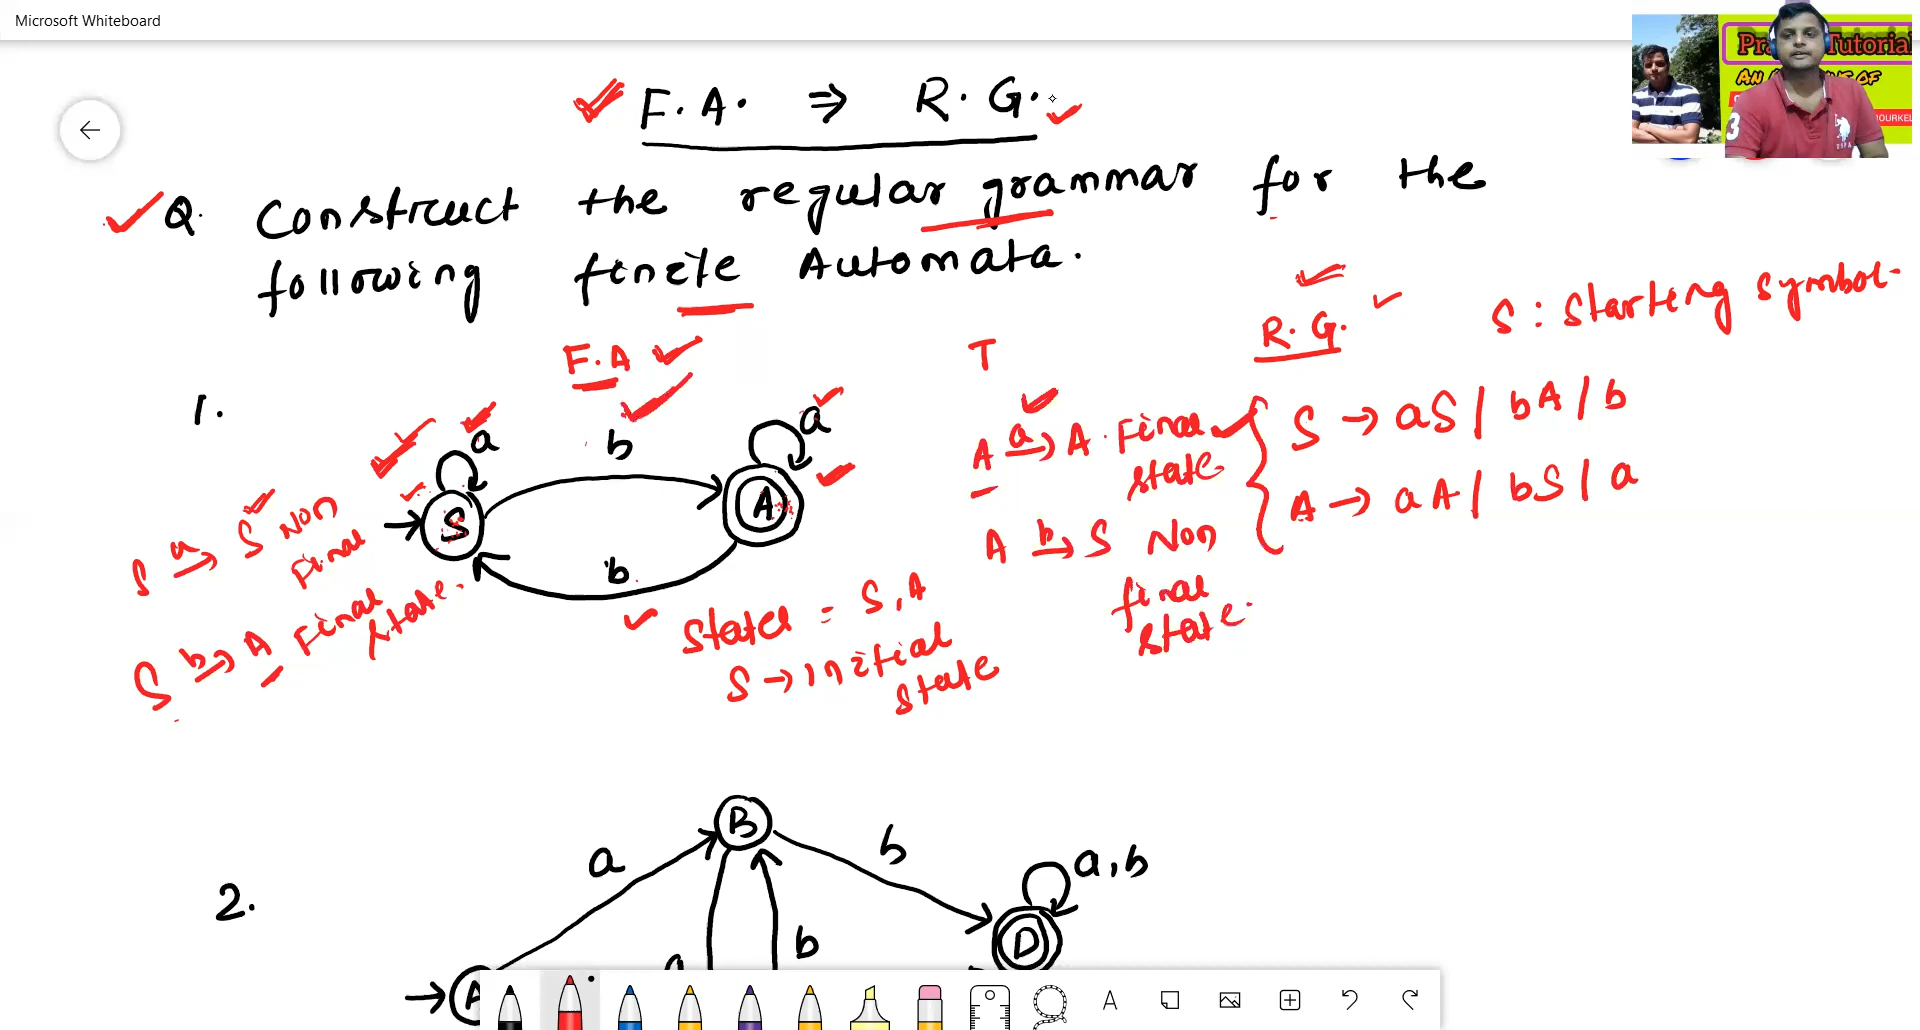 Microsoft Whiteboard
F.A. ⇒ R.G.
Q. Construct the regular grammar for the
following finite Automata.
S : Starting symbol.
F.A
T
R.G.
1.
a
b
a
S
A
b
S a→ S Non
final
S b→ A Final
state.
States = S, A
S → Initial
state
A a→ A. Final
state
A b→ S Non
final
state.
S → aS | bA | b
A → aA | bS | a
2.
B
a
b
a, b
D
a
b
A
A